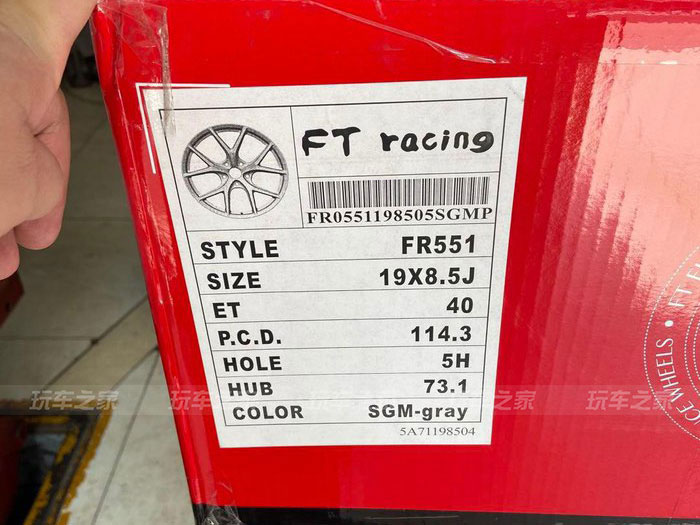 FT racing
FR0551198505SGMP
STYLE FR551
SIZE 19X8.5J
ET 40
P.C.D. 114.3
HOLE 5H
HUB 73.1
COLOR SGM-gray
5A71198504
WHEELS • FT
玩车之家 玩车之家 玩车之家 玩车之家